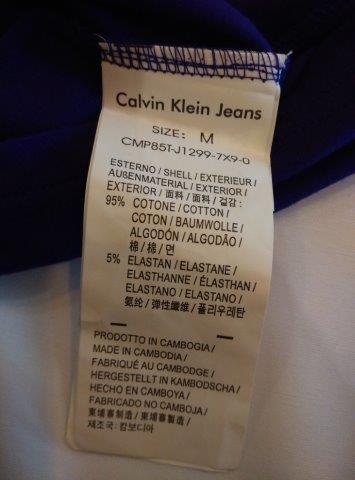 Calvin Klein Jeans
SIZE: M
CMP85T-J1299-7X9-0
ESTERNO / SHELL / EXTERIEUR /
AUßENMATERIAL / EXTERIOR /
EXTERIOR / 面料 / 面料 / 겉감 :
95% COTONE / COTTON /
COTON / BAUMWOLLE /
ALGODÓN / ALGODÃO /
棉 / 棉 / 면
5% ELASTAN / ELASTANE /
ELASTHANNE / ÉLASTHAN /
ELASTANO / ELASTANO /
氨纶 / 弹性纖維 / 폴리우레탄
PRODOTTO IN CAMBOGIA /
MADE IN CAMBODIA /
FABRIQUÉ AU CAMBODGE /
HERGESTELLT IN KAMBODSCHA /
HECHO EN CAMBOYA /
FABRICADO NO CAMBOJA /
柬埔寨制造 / 柬埔寨製造 /
제조국: 캄보디아